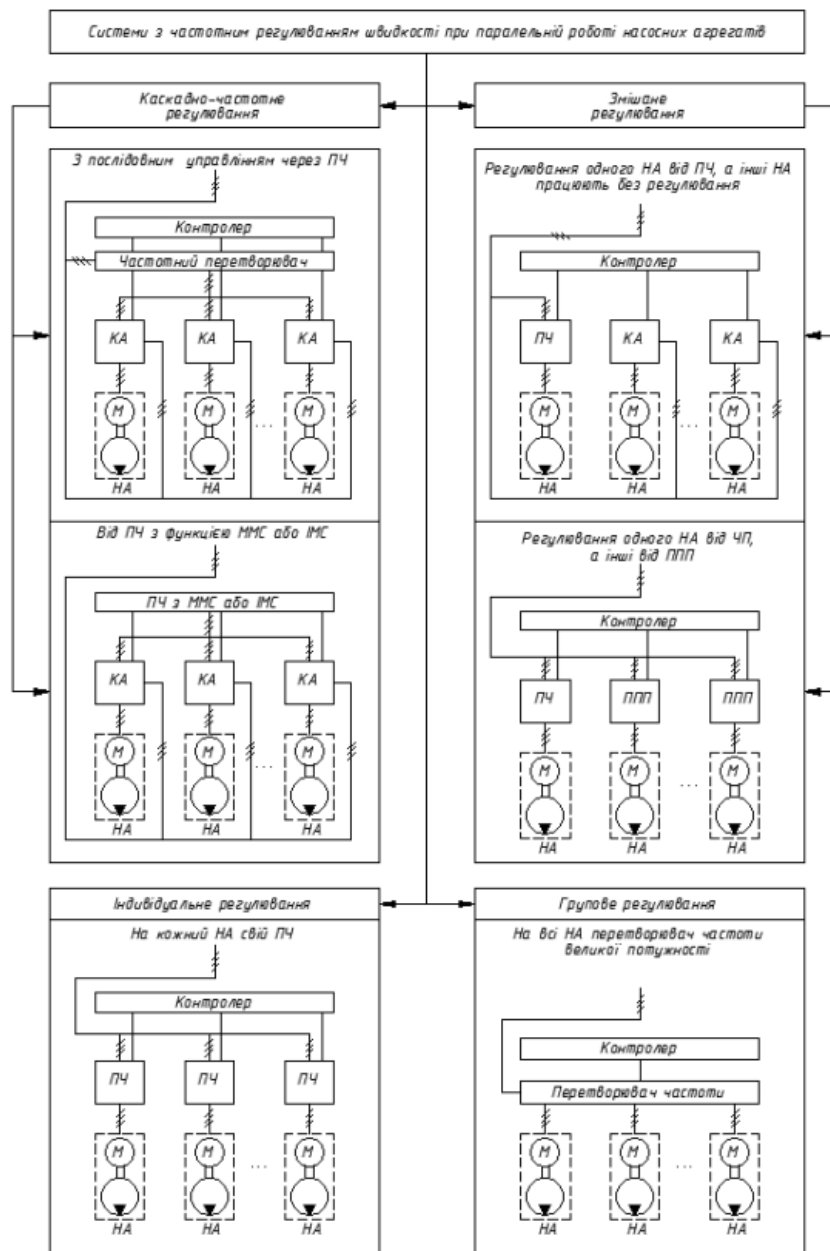 Системи з частотним регулюванням швидкості при паралельній роботі насосних агрегатів
Каскадно-частотне
регулювання
З послідовним управлінням через ПЧ
Контролер
Частотний перетворювач
КА КА КА
М М М
...
НА НА НА
Від ПЧ з функцією ММС або ІМС
ПЧ з ММС або ІМС
КА КА КА
М М М
...
НА НА НА
Змішане
регулювання
Регулювання одного НА від ПЧ, а інші НА
працюють без регулювання
Контролер
ПЧ КА КА
М М М
...
НА НА НА
Регулювання одного НА від ЧП,
а інші від ППП
Контролер
ПЧ ППП ППП
М М М
...
НА НА НА
Індивідуальне регулювання
На кожний НА свій ПЧ
Контролер
ПЧ ПЧ ПЧ
М М М
...
НА НА НА
Групове регулювання
На всі НА перетворювач частоти
великої потужності
Контролер
Перетворювач частоти
М М М
...
НА НА НА